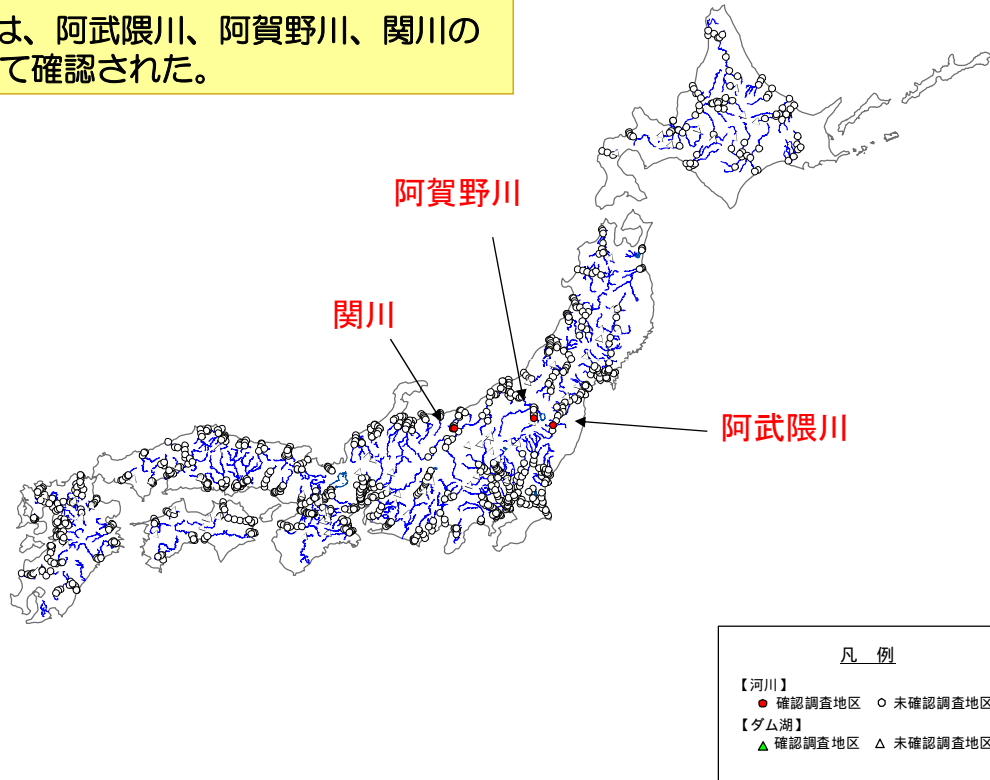 は、阿武隈川、阿賀野川、関川の
て確認された。
阿賀野川
関川
阿武隈川
凡 例
【河川】
確認調査地区 未確認調査地区
【ダム湖】
確認調査地区 未確認調査地区